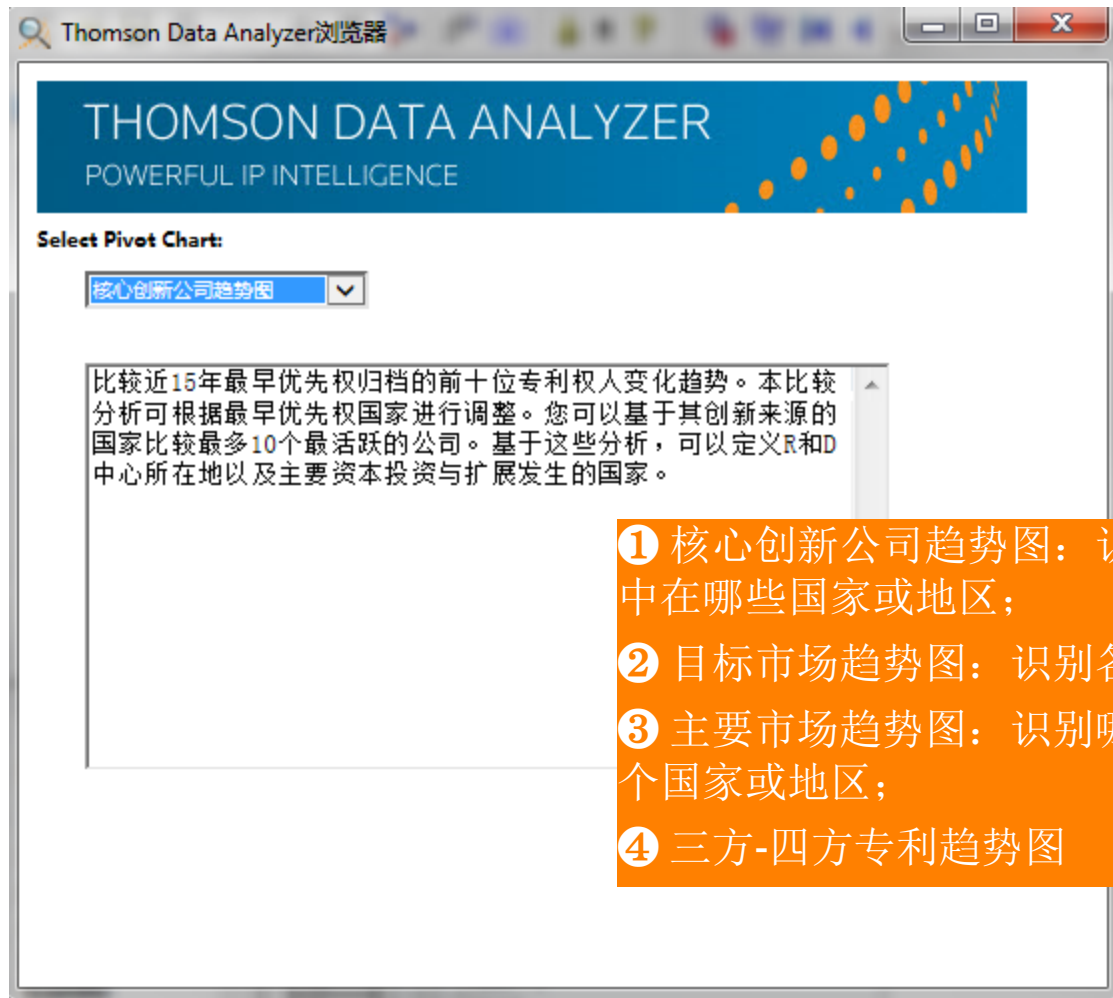 Thomson Data Analyzer浏览器
THOMSON DATA ANALYZER
POWERFUL IP INTELLIGENCE
Select Pivot Chart:
核心创新公司趋势图
比较近15年最早优先权归档的前十位专利权人变化趋势。本比较
分析可根据最早优先权国家进行调整。您可以基于其创新来源的
国家比较最多10个最活跃的公司。基于这些分析，可以定义R和D
中心所在地以及主要资本投资与扩展发生的国家。
❶ 核心创新公司趋势图：
中在哪些国家或地区；
❷ 目标市场趋势图：识别
❸ 主要市场趋势图：识别
个国家或地区；
❹ 三方-四方专利趋势图